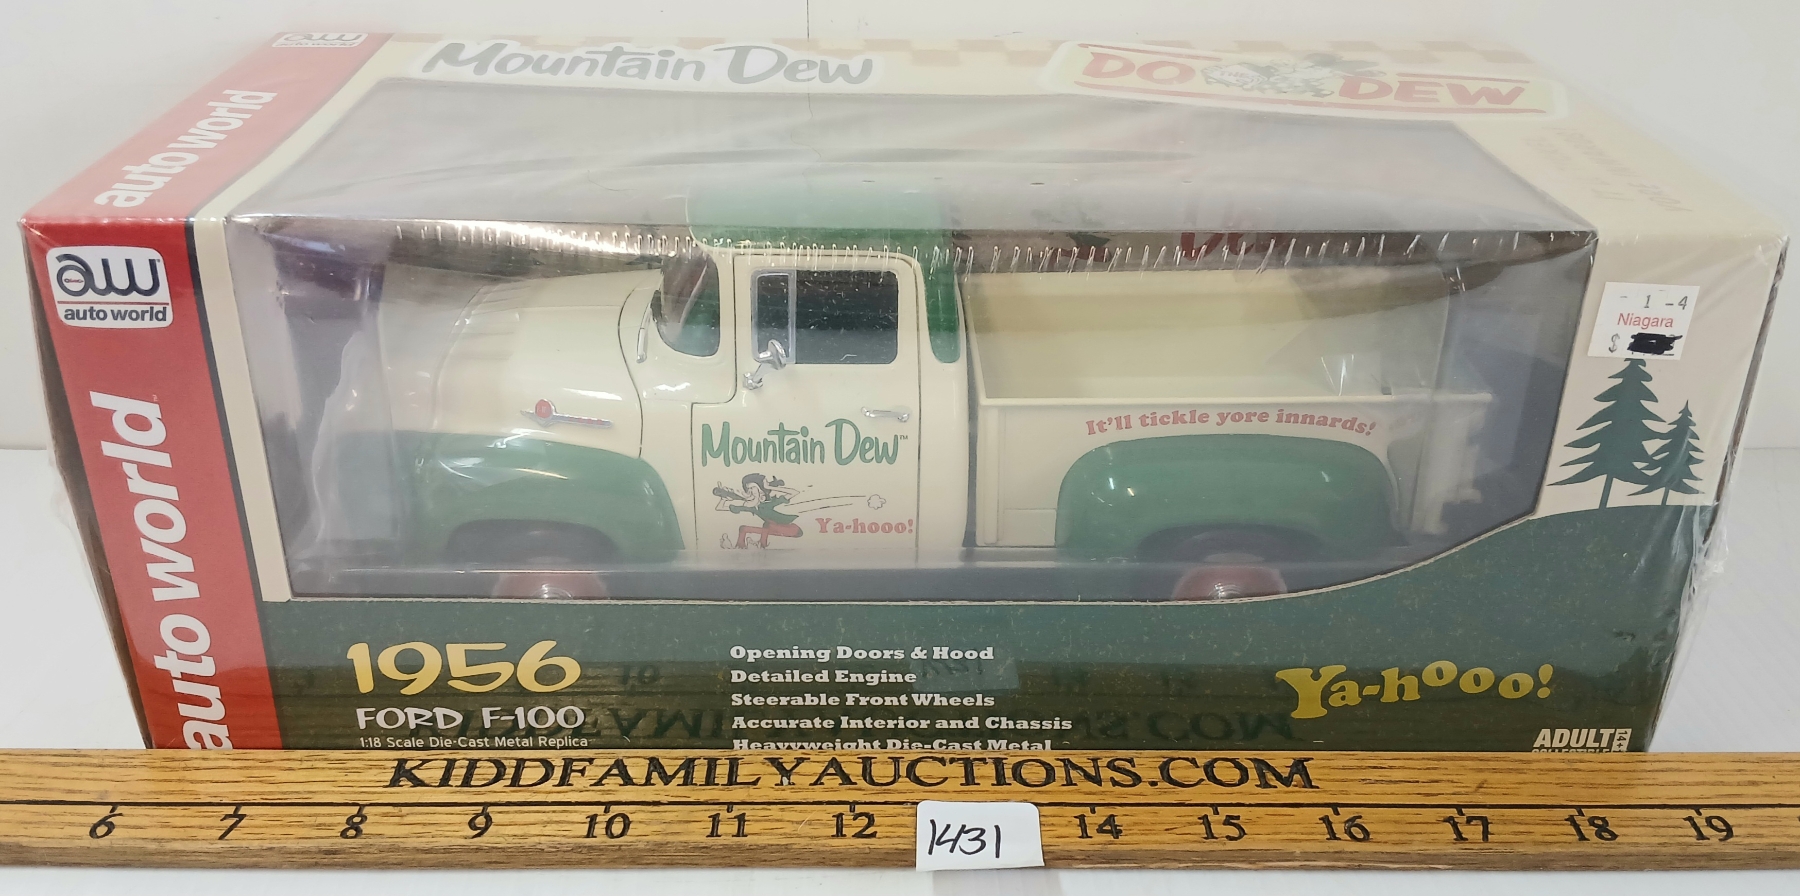 auto world
Mountain Dew
DO
DEW
auto world
aw
auto world
auto world
- 1 -4
Niagara
$
It'll tickle yore innards!
Mountain Dew™
Ya-hooo!
1956
FORD F-100
1:18 Scale Die-Cast Metal Replica
Opening Doors & Hood
Detailed Engine
Steerable Front Wheels
Accurate Interior and Chassis
Heavyweight Die-Cast Metal
Ya-hooo!
ADULT
KIDDFAMILYAUCTIONS.COM
6 7 8 9 10 11 12 14 15 16 17 18 19
1431